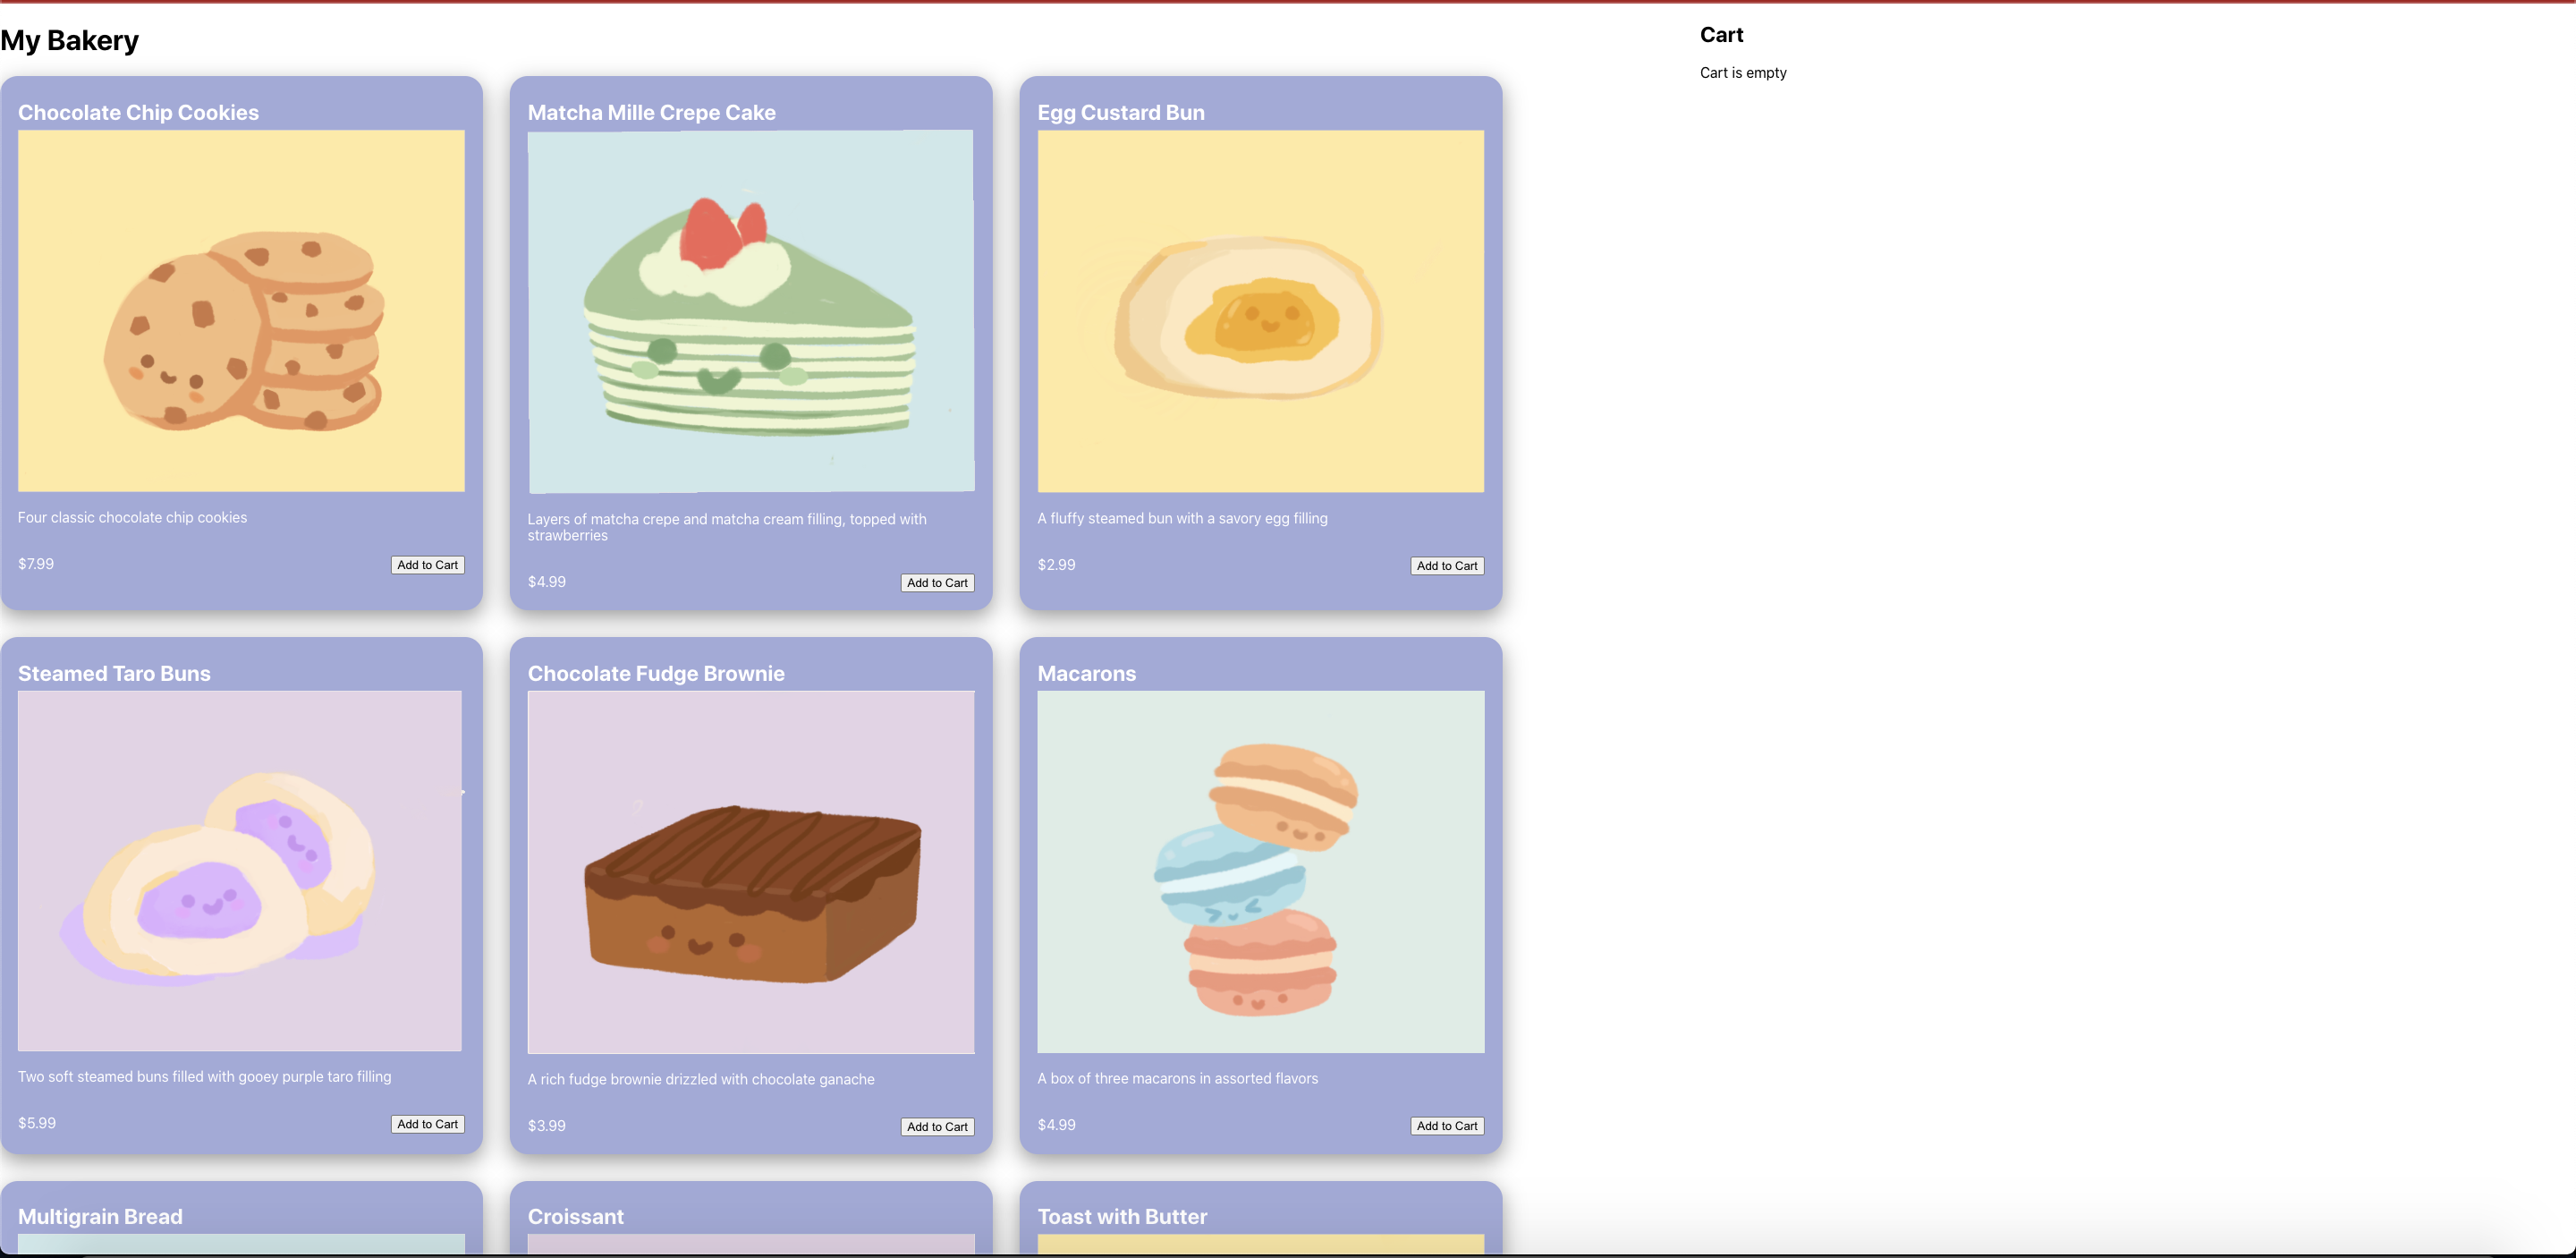 My Bakery
Cart
Cart is empty
Chocolate Chip Cookies
Four classic chocolate chip cookies
$7.99
Add to Cart
Matcha Mille Crepe Cake
Layers of matcha crepe and matcha cream filling, topped with
strawberries
$4.99
Add to Cart
Egg Custard Bun
A fluffy steamed bun with a savory egg filling
$2.99
Add to Cart
Steamed Taro Buns
Two soft steamed buns filled with gooey purple taro filling
$5.99
Add to Cart
Chocolate Fudge Brownie
A rich fudge brownie drizzled with chocolate ganache
$3.99
Add to Cart
Macarons
A box of three macarons in assorted flavors
$4.99
Add to Cart
Multigrain Bread
Croissant
Toast with Butter